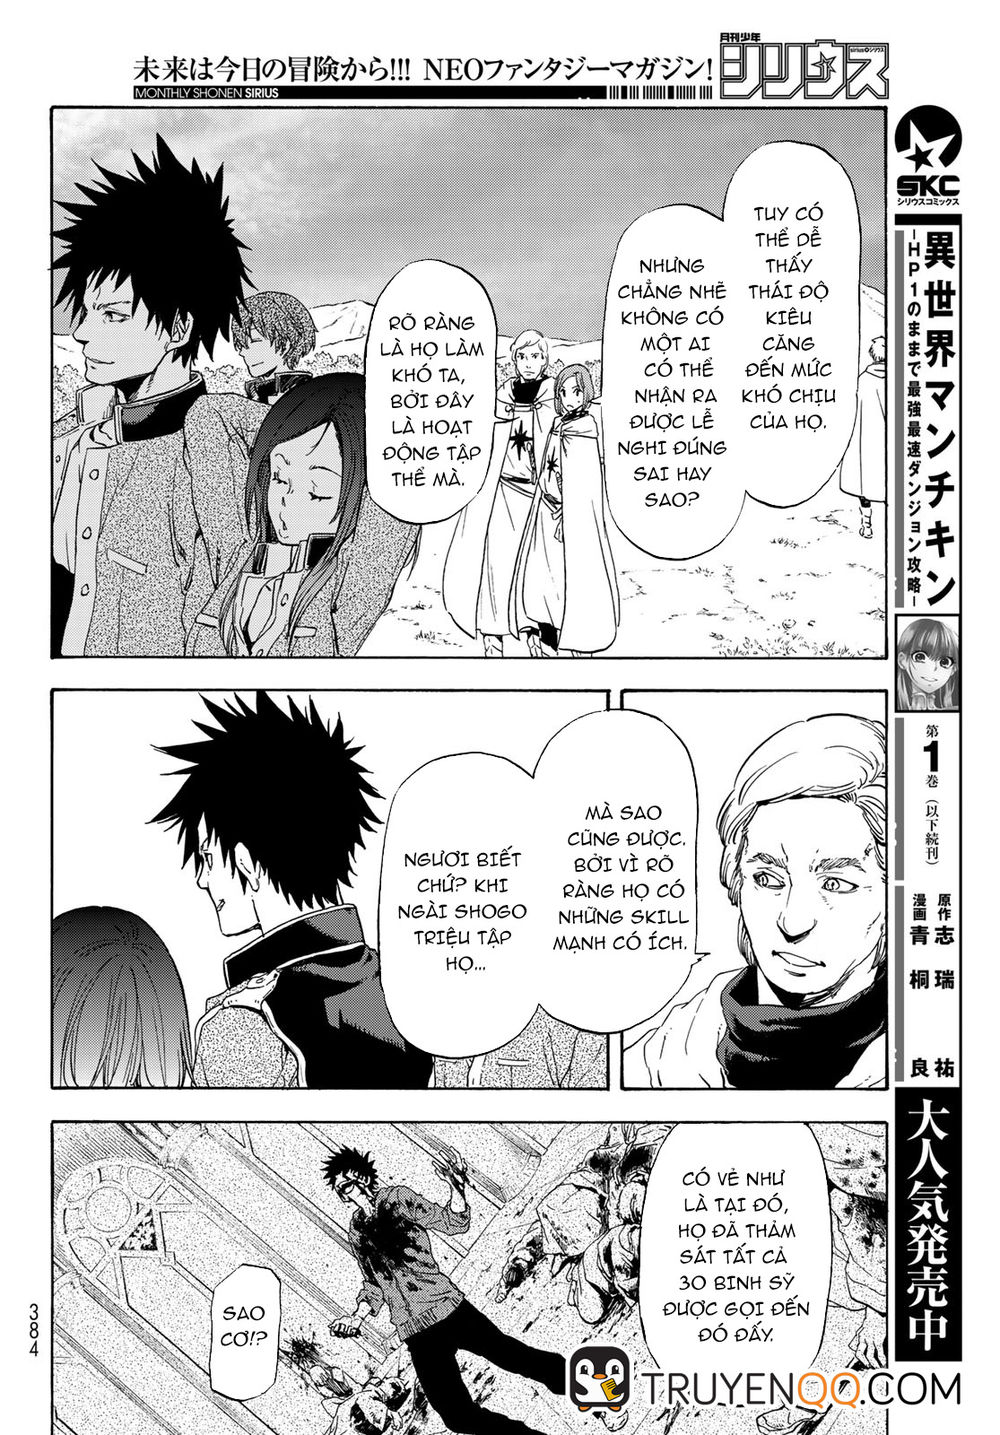 未来は今日の冒険から!!! NEOファンタジーマガジン!
月刊少年
シリウス
MONTHLY SHONEN SIRIUS
TUY CÓ
THỂ DỄ
THẤY
THÁI ĐỘ
KIÊU
CĂNG
ĐẾN MỨC
KHÓ CHỊU
CỦA HỌ.
NHƯNG
CHẲNG NHẼ
KHÔNG CÓ
MỘT AI
CÓ THỂ
NHẬN RA
ĐƯỢC LỄ
NGHI ĐÚNG
SAI HAY
SAO?
RÕ RÀNG
LÀ HỌ LÀM
KHÓ TA,
BỞI ĐÂY
LÀ HOẠT
ĐỘNG TẬP
THỂ MÀ.
MÀ SAO
CŨNG ĐƯỢC.
BỞI VÌ RÕ
RÀNG HỌ CÓ
NHỮNG SKILL
MẠNH CÓ ÍCH.
NGƯƠI BIẾT
CHỨ? KHI
NGÀI SHOGO
TRIỆU TẬP
HỌ...
CÓ VẺ NHƯ
LÀ TẠI ĐÓ,
HỌ ĐÃ THẢM
SÁT TẤT CẢ
30 BINH SỲ
ĐƯỢC GỌI ĐẾN
ĐÓ ĐẤY.
SAO
CƠ!?
SKC
シリウスコミックス
異世界マンチキン
-HP1のままで最強最速ダンジョン攻略-
第1巻(以下続刊)
原作 志瑞祐
漫画 青桐良
大人気発売中
384
TRUYENQQ.COM